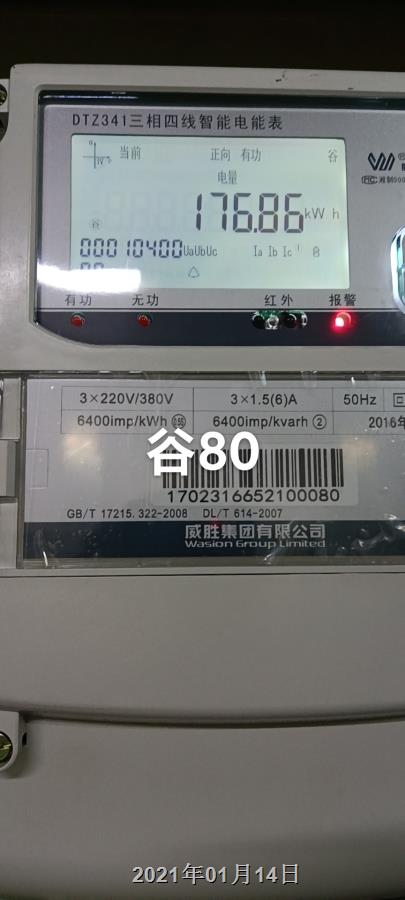 DTZ341三相四线智能电能表
当前 正向 有功 谷
电量
谷 176.86 kW h
00010400 UaUbUc Ia Ib Ic
00
有功 无功 红外 报警
3×220V/380V 3×1.5(6)A 50Hz
6400imp/kWh 6400imp/kvarh ② 2016年
谷80
1702316652100080
GB/T 17215.322-2008 DL/T 614-2007
威胜集团有限公司
Wasion Group Limited
2021年01月14日